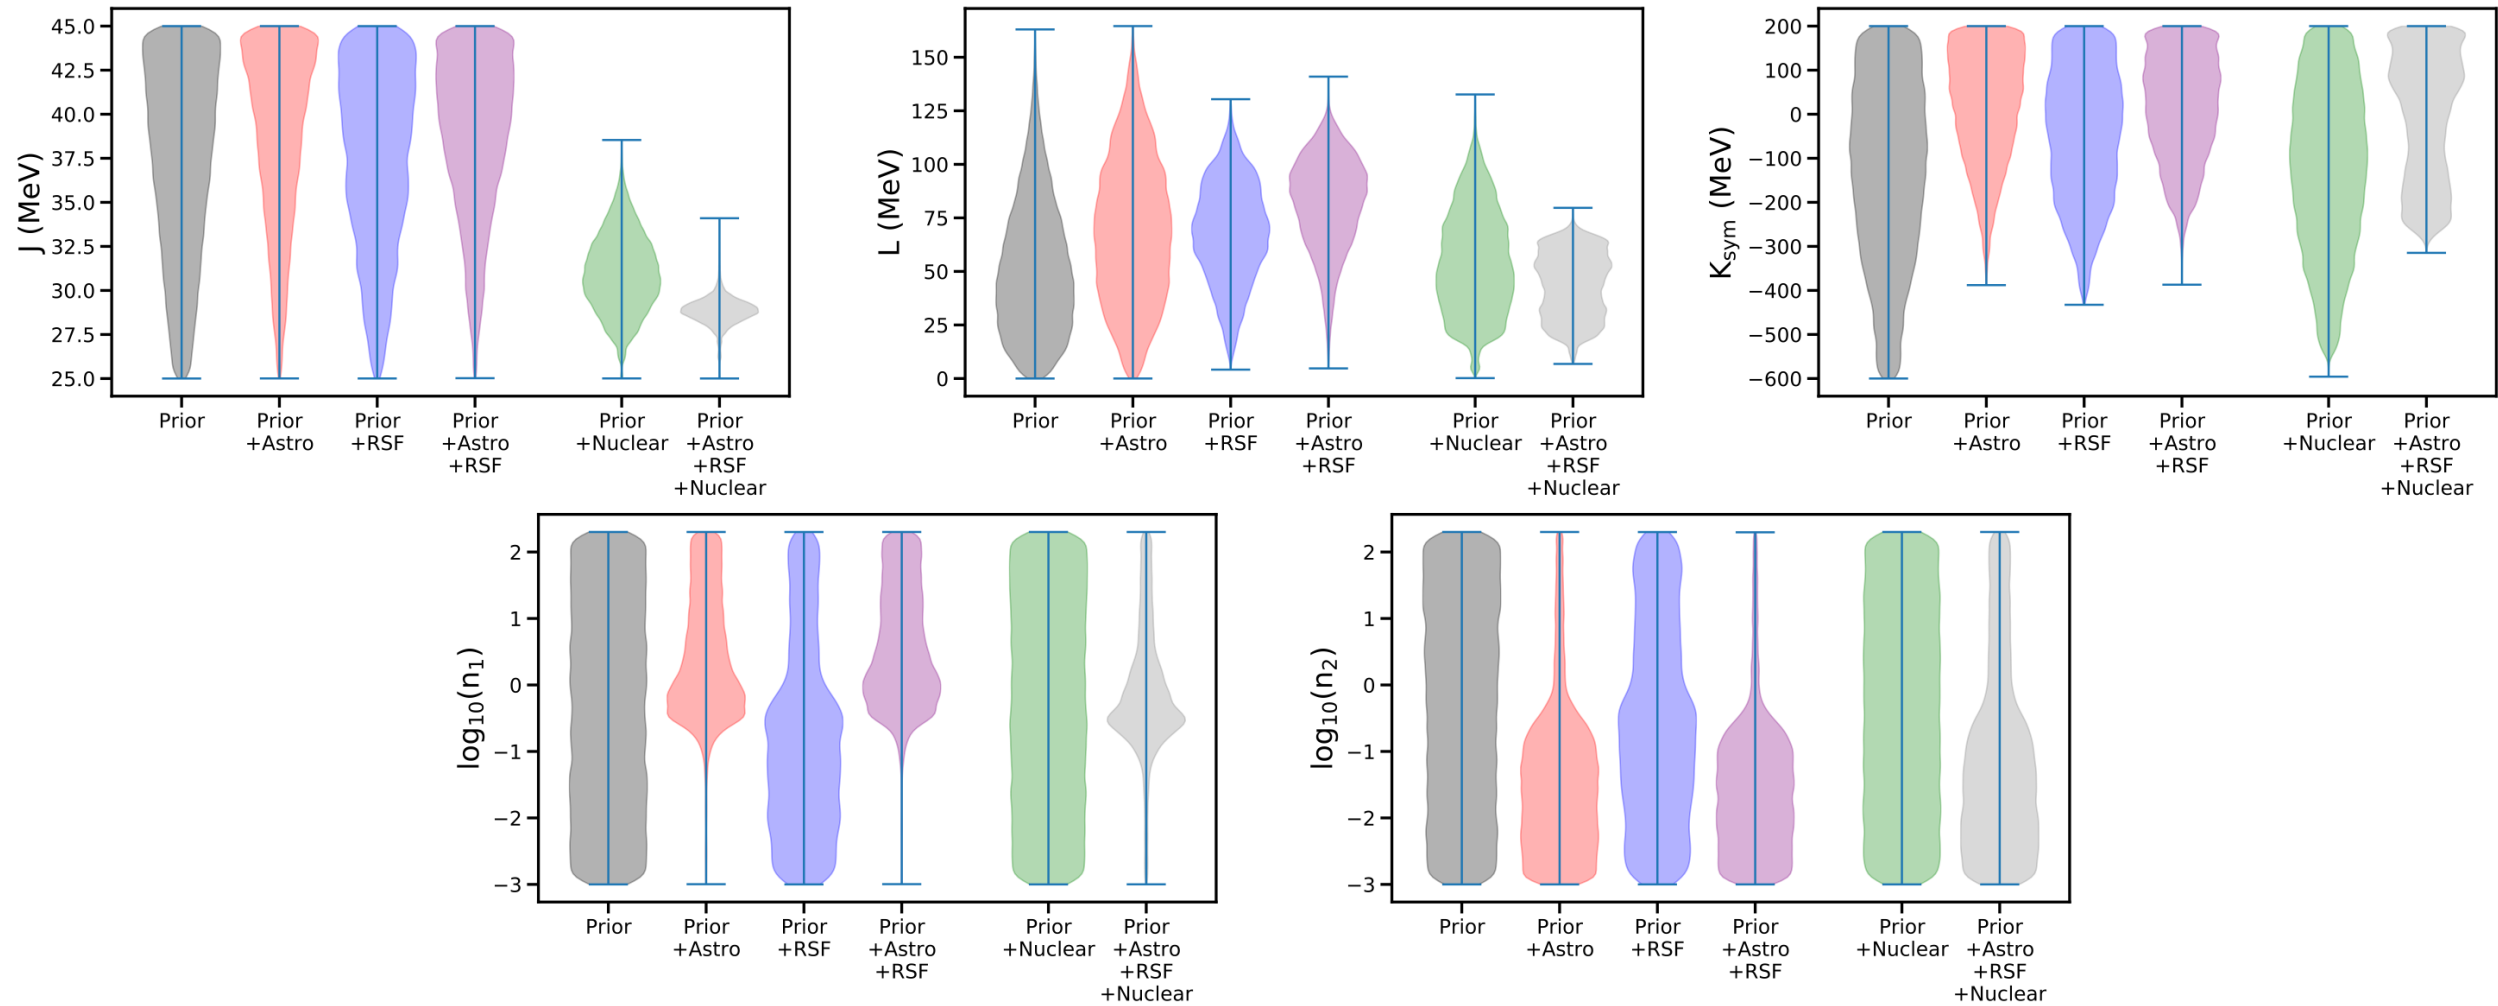 J (MeV)
45.0
42.5
40.0
37.5
35.0
32.5
30.0
27.5
25.0
Prior
Prior
+Astro
Prior
+RSF
Prior
+Astro
+RSF
Prior
+Nuclear
Prior
+Astro
+RSF
+Nuclear
L (MeV)
150
125
100
75
50
25
0
Prior
Prior
+Astro
Prior
+RSF
Prior
+Astro
+RSF
Prior
+Nuclear
Prior
+Astro
+RSF
+Nuclear
K_sym (MeV)
200
100
0
−100
−200
−300
−400
−500
−600
Prior
Prior
+Astro
Prior
+RSF
Prior
+Astro
+RSF
Prior
+Nuclear
Prior
+Astro
+RSF
+Nuclear
log₁₀(n₁)
2
1
0
−1
−2
−3
Prior
Prior
+Astro
Prior
+RSF
Prior
+Astro
+RSF
Prior
+Nuclear
Prior
+Astro
+RSF
+Nuclear
log₁₀(n₂)
2
1
0
−1
−2
−3
Prior
Prior
+Astro
Prior
+RSF
Prior
+Astro
+RSF
Prior
+Nuclear
Prior
+Astro
+RSF
+Nuclear